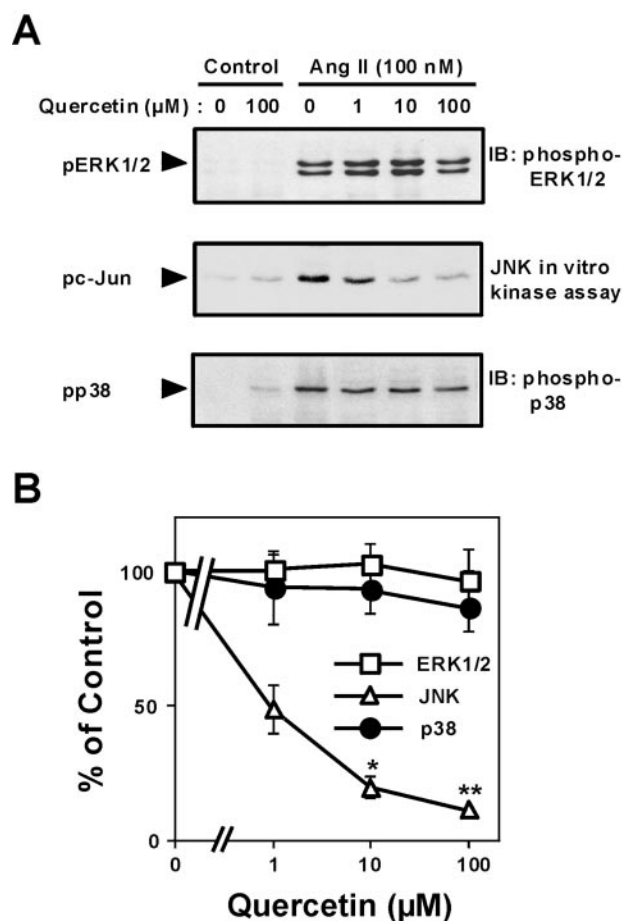 A
Control Ang II (100 nM)
Quercetin (µM) : 0 100 0 1 10 100
pERK1/2
IB: phospho-
ERK1/2
pc-Jun
JNK in vitro
kinase assay
pp38
IB: phospho-
p38
B
% of Control
100
50
0
ERK1/2
JNK
p38
*
**
0 1 10 100
Quercetin (µM)